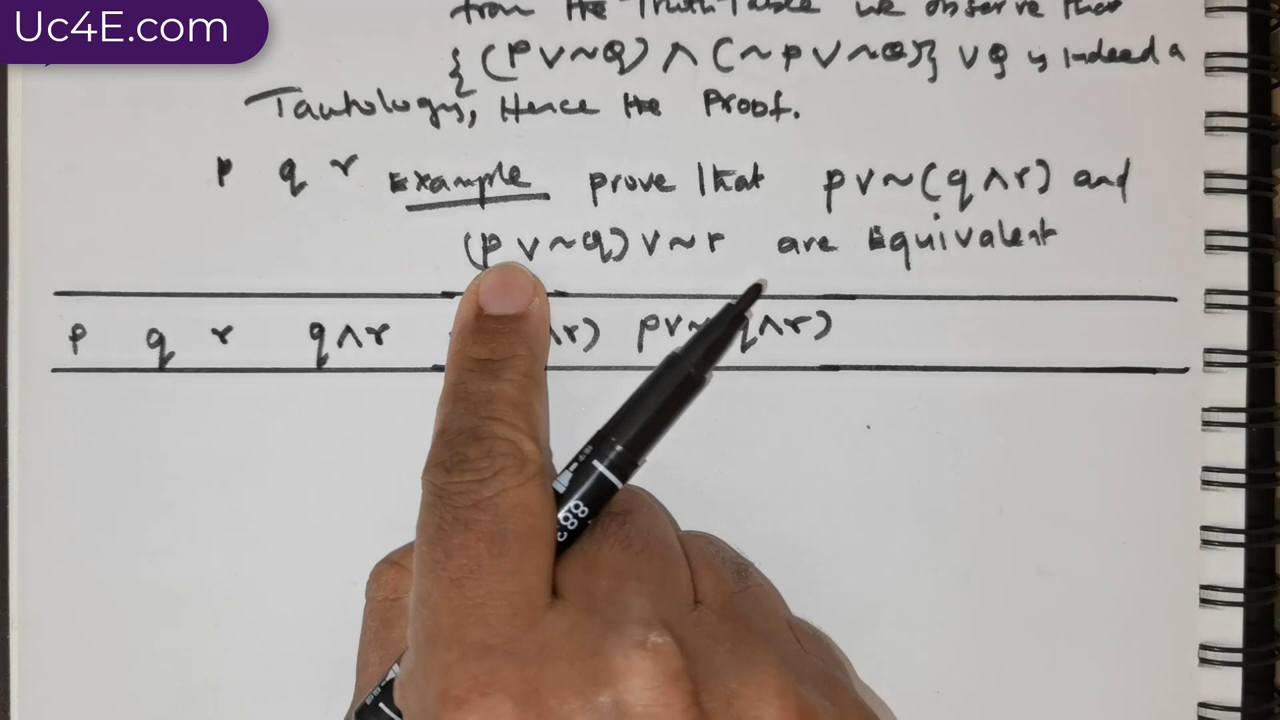 Uc4E.com
from the Truth Table we observe that
{(P∨~Q) ∧ (~P∨~Q)} ∨ Q is Indeed a
Tautology, Hence the Proof.
p q r Example prove that p∨~(q∧r) and
(p∨~q)∨~r are Equivalent
p q r q∧r ∧r) p∨~ q∧r)